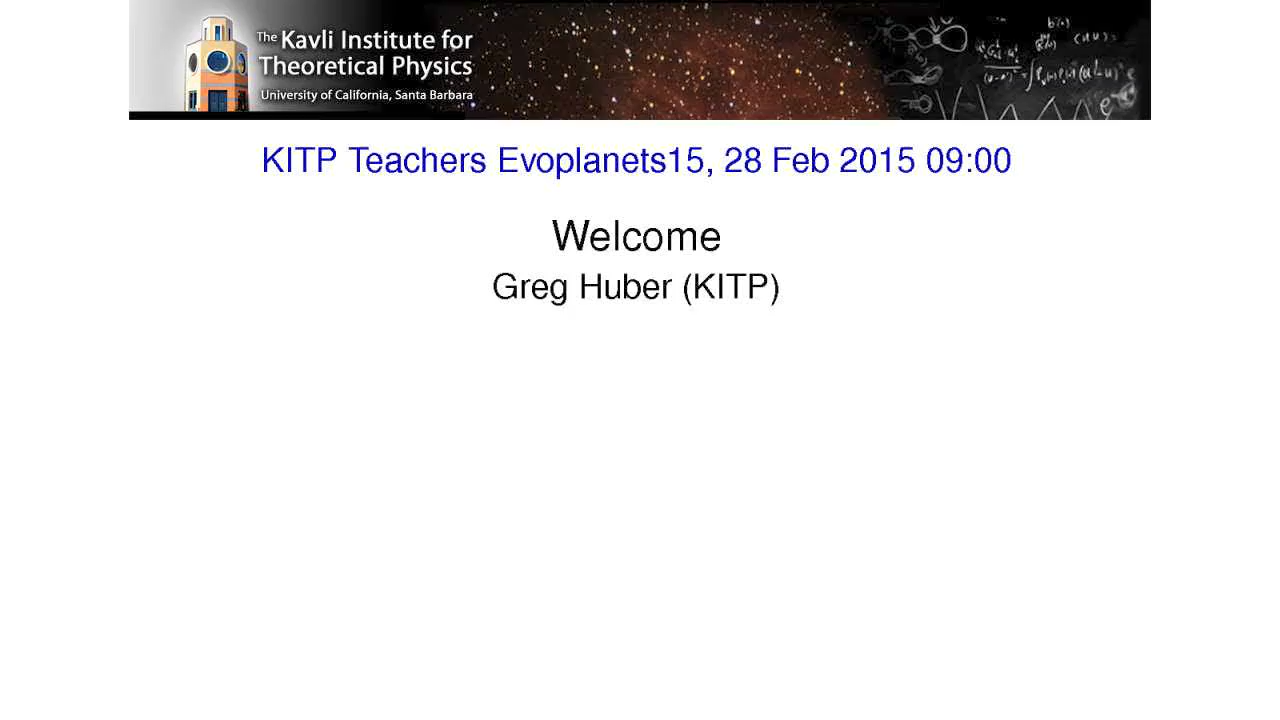 The Kavli Institute for
Theoretical Physics
University of California, Santa Barbara
KITP Teachers Evoplanets15, 28 Feb 2015 09:00
Welcome
Greg Huber (KITP)